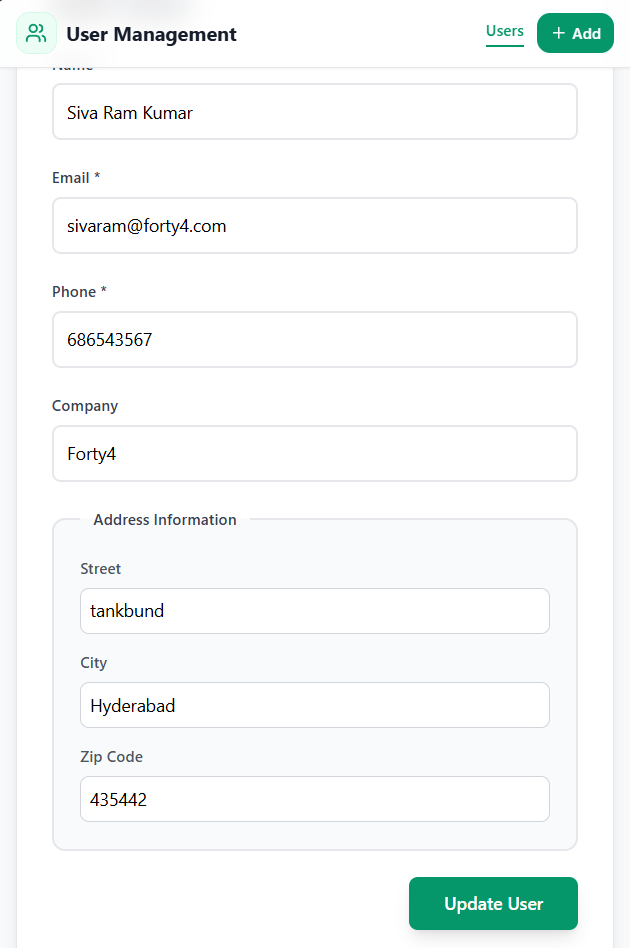 User Management
Users
+ Add
Name
Siva Ram Kumar
Email *
sivaram@forty4.com
Phone *
686543567
Company
Forty4
Address Information
Street
tankbund
City
Hyderabad
Zip Code
435442
Update User